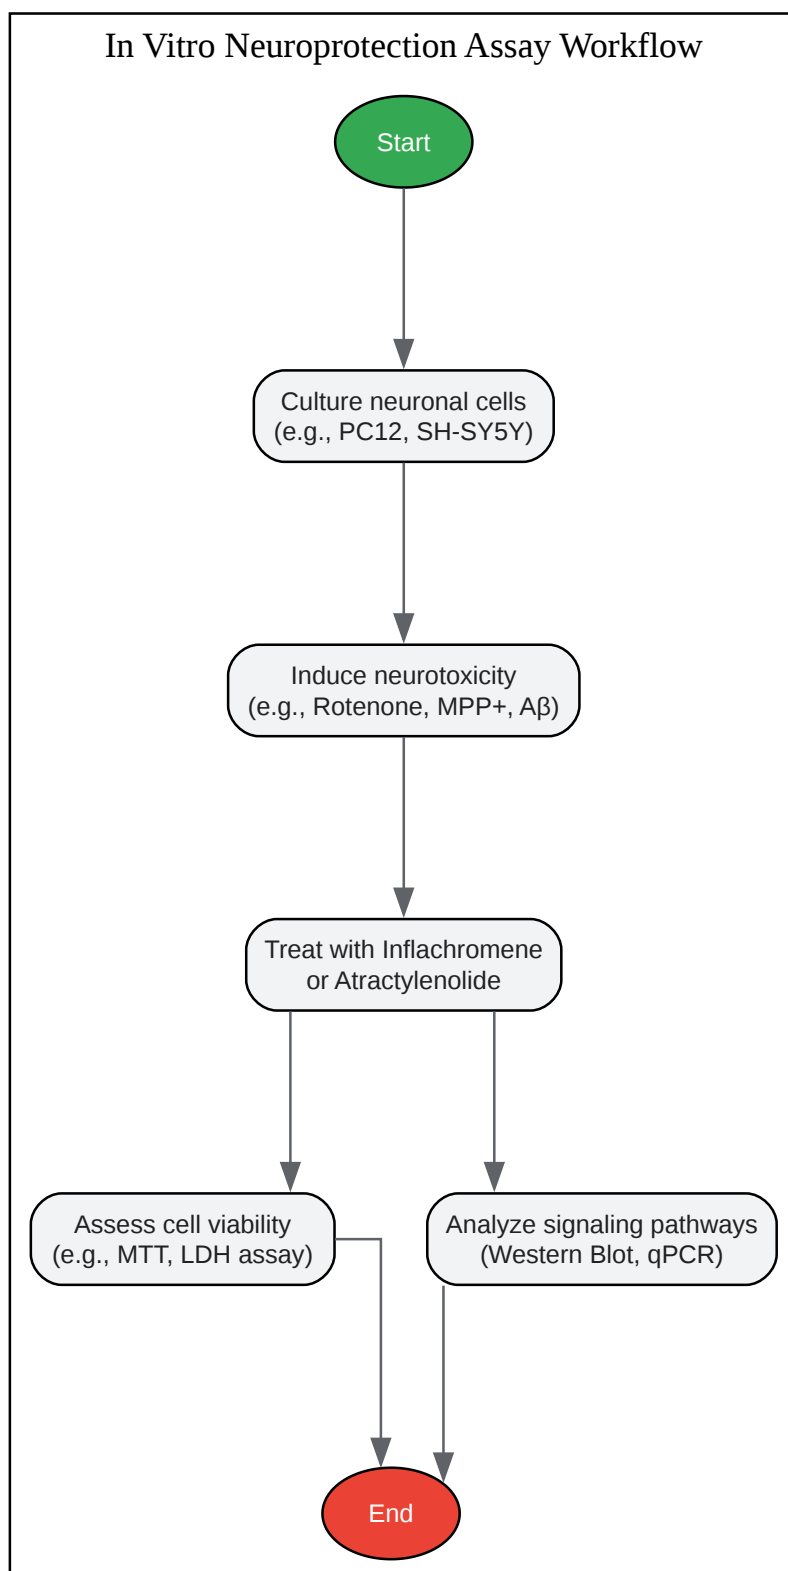 In Vitro Neuroprotection Assay Workflow
Start
Culture neuronal cells
(e.g., PC12, SH-SY5Y)
Induce neurotoxicity
(e.g., Rotenone, MPP+, Aβ)
Treat with Inflachromene
or Atractylenolide
Assess cell viability
(e.g., MTT, LDH assay)
Analyze signaling pathways
(Western Blot, qPCR)
End